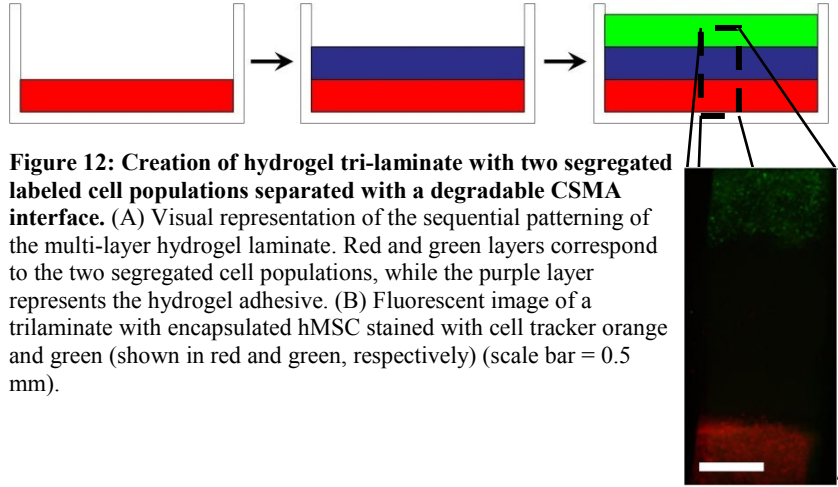 Figure 12: Creation of hydrogel tri-laminate with two segregated
labeled cell populations separated with a degradable CSMA
interface. (A) Visual representation of the sequential patterning of
the multi-layer hydrogel laminate. Red and green layers correspond
to the two segregated cell populations, while the purple layer
represents the hydrogel adhesive. (B) Fluorescent image of a
trilaminate with encapsulated hMSC stained with cell tracker orange
and green (shown in red and green, respectively) (scale bar = 0.5
mm).